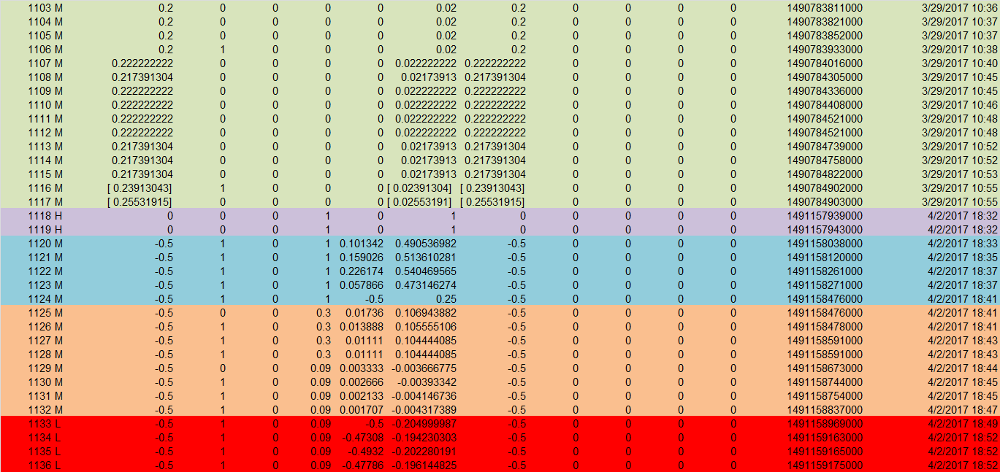 1103 M 0.2 0 0 0 0 0.02 0.2 0 0 0 0 1490783811000 3/29/2017 10:36
1104 M 0.2 0 0 0 0 0.02 0.2 0 0 0 0 1490783821000 3/29/2017 10:37
1105 M 0.2 0 0 0 0 0.02 0.2 0 0 0 0 1490783852000 3/29/2017 10:37
1106 M 0.2 1 0 0 0 0.02 0.2 0 0 0 0 1490783933000 3/29/2017 10:38
1107 M 0.222222222 0 0 0 0 0.022222222 0.222222222 0 0 0 0 1490784016000 3/29/2017 10:40
1108 M 0.217391304 0 0 0 0 0.02173913 0.217391304 0 0 0 0 1490784305000 3/29/2017 10:45
1109 M 0.222222222 0 0 0 0 0.022222222 0.222222222 0 0 0 0 1490784336000 3/29/2017 10:45
1110 M 0.222222222 0 0 0 0 0.022222222 0.222222222 0 0 0 0 1490784408000 3/29/2017 10:46
1111 M 0.222222222 0 0 0 0 0.022222222 0.222222222 0 0 0 0 1490784521000 3/29/2017 10:48
1112 M 0.222222222 0 0 0 0 0.022222222 0.222222222 0 0 0 0 1490784521000 3/29/2017 10:48
1113 M 0.217391304 0 0 0 0 0.02173913 0.217391304 0 0 0 0 1490784739000 3/29/2017 10:52
1114 M 0.217391304 0 0 0 0 0.02173913 0.217391304 0 0 0 0 1490784758000 3/29/2017 10:52
1115 M 0.217391304 0 0 0 0 0.02173913 0.217391304 0 0 0 0 1490784822000 3/29/2017 10:53
1116 M [ 0.23913043] 1 0 0 0 [ 0.02391304] [ 0.23913043] 0 0 0 0 1490784902000 3/29/2017 10:55
1117 M [ 0.25531915] 0 0 0 0 [ 0.02553191] [ 0.25531915] 0 0 0 0 1490784903000 3/29/2017 10:55
1118 H 0 0 0 1 0 1 0 0 0 0 0 1491157939000 4/2/2017 18:32
1119 H 0 0 0 1 0 1 0 0 0 0 0 1491157943000 4/2/2017 18:32
1120 M -0.5 1 0 1 0.101342 0.490536982 -0.5 0 0 0 0 1491158038000 4/2/2017 18:33
1121 M -0.5 1 0 1 0.159026 0.513610281 -0.5 0 0 0 0 1491158120000 4/2/2017 18:35
1122 M -0.5 1 0 1 0.226174 0.540469565 -0.5 0 0 0 0 1491158261000 4/2/2017 18:37
1123 M -0.5 1 0 1 0.057866 0.473146274 -0.5 0 0 0 0 1491158271000 4/2/2017 18:37
1124 M -0.5 1 0 1 -0.5 0.25 -0.5 0 0 0 0 1491158476000 4/2/2017 18:41
1125 M -0.5 0 0 0.3 0.01736 0.106943882 -0.5 0 0 0 0 1491158476000 4/2/2017 18:41
1126 M -0.5 1 0 0.3 0.013888 0.105555106 -0.5 0 0 0 0 1491158478000 4/2/2017 18:41
1127 M -0.5 1 0 0.3 0.01111 0.104444085 -0.5 0 0 0 0 1491158591000 4/2/2017 18:43
1128 M -0.5 1 0 0.3 0.01111 0.104444085 -0.5 0 0 0 0 1491158591000 4/2/2017 18:43
1129 M -0.5 0 0 0.09 0.003333 -0.003666775 -0.5 0 0 0 0 1491158673000 4/2/2017 18:44
1130 M -0.5 1 0 0.09 0.002666 -0.00393342 -0.5 0 0 0 0 1491158744000 4/2/2017 18:45
1131 M -0.5 1 0 0.09 0.002133 -0.004146736 -0.5 0 0 0 0 1491158754000 4/2/2017 18:45
1132 M -0.5 1 0 0.09 0.001707 -0.004317389 -0.5 0 0 0 0 1491158837000 4/2/2017 18:47
1133 L -0.5 1 0 0.09 -0.5 -0.204999987 -0.5 0 0 0 0 1491158969000 4/2/2017 18:49
1134 L -0.5 1 0 0.09 -0.47308 -0.194230303 -0.5 0 0 0 0 1491159163000 4/2/2017 18:52
1135 L -0.5 1 0 0.09 -0.4932 -0.202280191 -0.5 0 0 0 0 1491159165000 4/2/2017 18:52
1136 L -0.5 1 0 0.09 -0.47786 -0.196144825 -0.5 0 0 0 0 1491159175000 4/2/2017 18:52